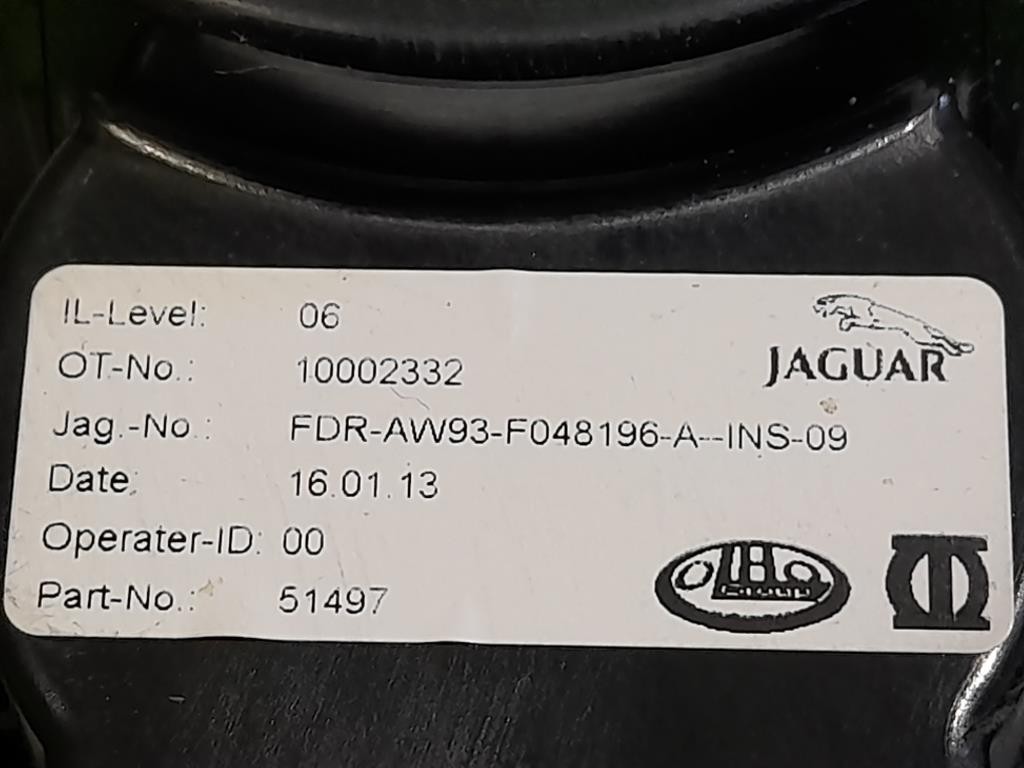 IL-Level: 06
OT-No.: 10002332
JAGUAR
Jag.-No.: FDR-AW93-F048196-A--INS-09
Date: 16.01.13
Operater-ID: 00
Part-No.: 51497